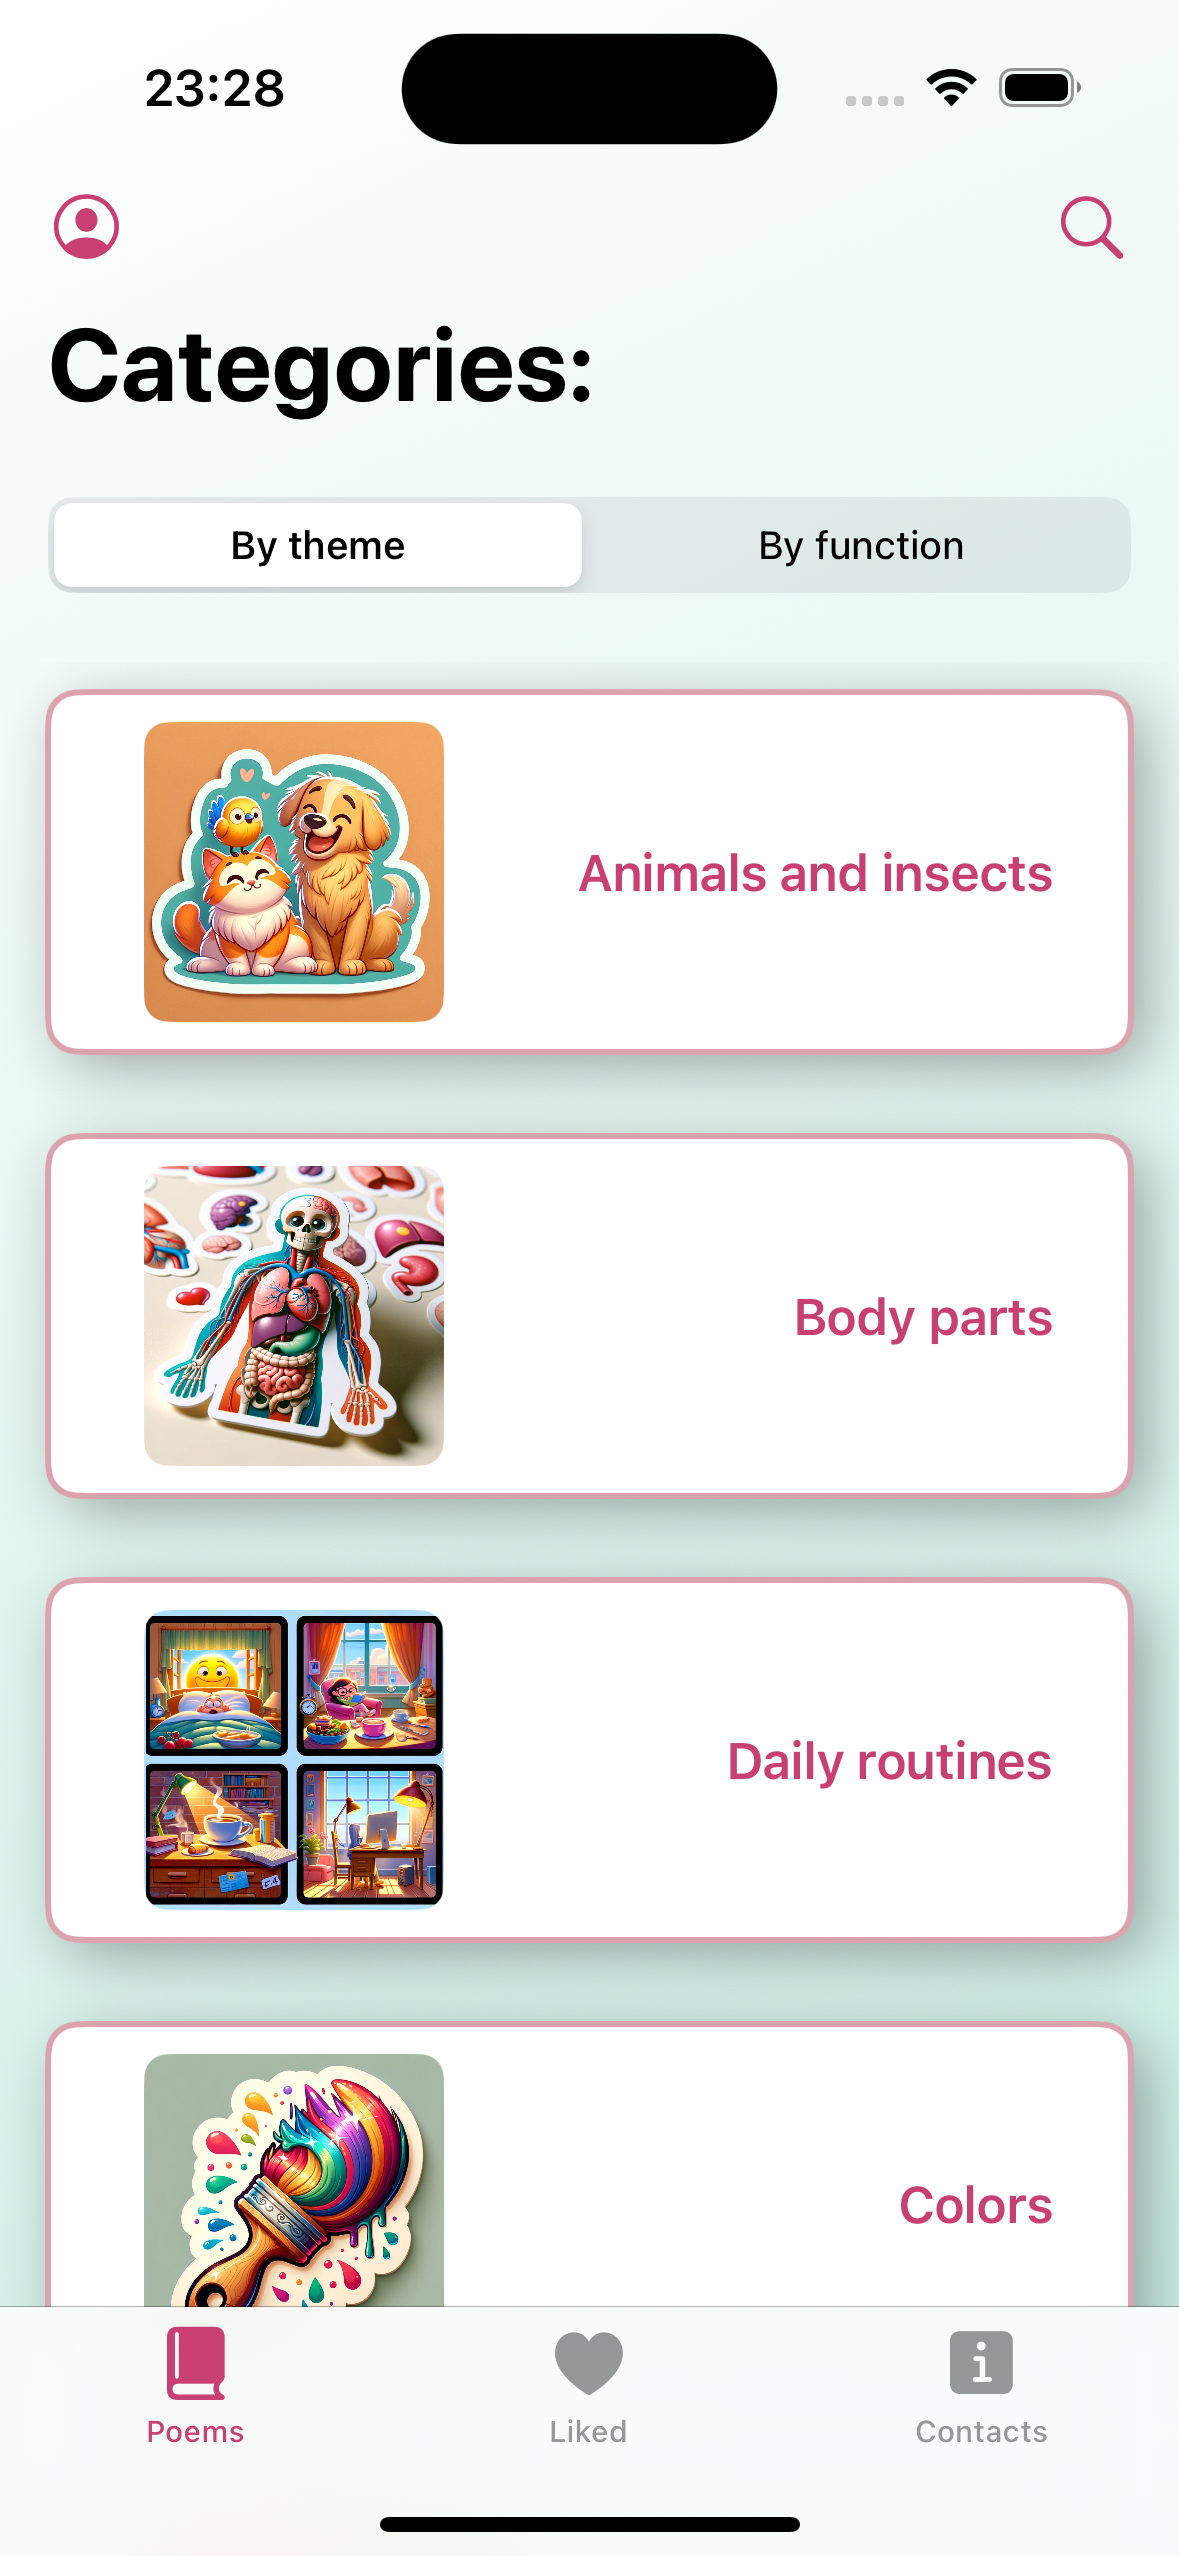 23:28
Categories:
By theme
By function
Animals and insects
Body parts
Daily routines
Colors
Poems
Liked
Contacts